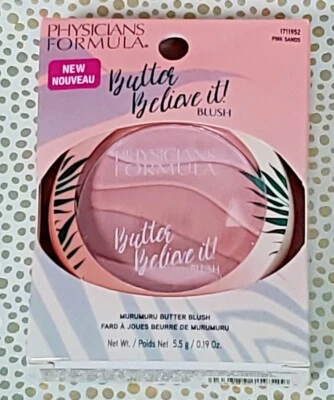 PHYSICIANS
FORMULA®
1711952
PINK SANDS
NEW
NOUVEAU
Butter
Believe it!
BLUSH
PHYSICIANS
FORMULA
Butter
Believe it!
BLUSH
MURUMURU BUTTER BLUSH
FARD À JOUES BEURRE DE MURUMURU
Net Wt. / Poids Net 5.5 g / 0.19 Oz.